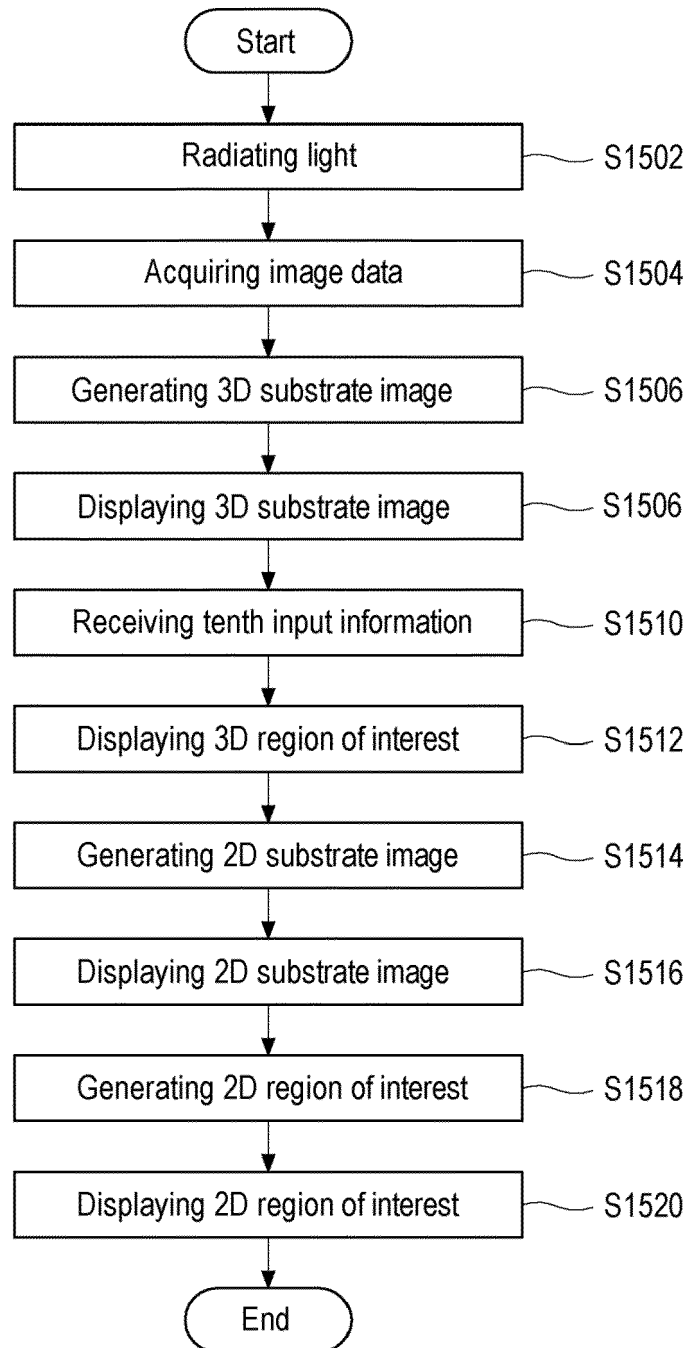 Start
Radiating light S1502
Acquiring image data S1504
Generating 3D substrate image S1506
Displaying 3D substrate image S1506
Receiving tenth input information S1510
Displaying 3D region of interest S1512
Generating 2D substrate image S1514
Displaying 2D substrate image S1516
Generating 2D region of interest S1518
Displaying 2D region of interest S1520
End